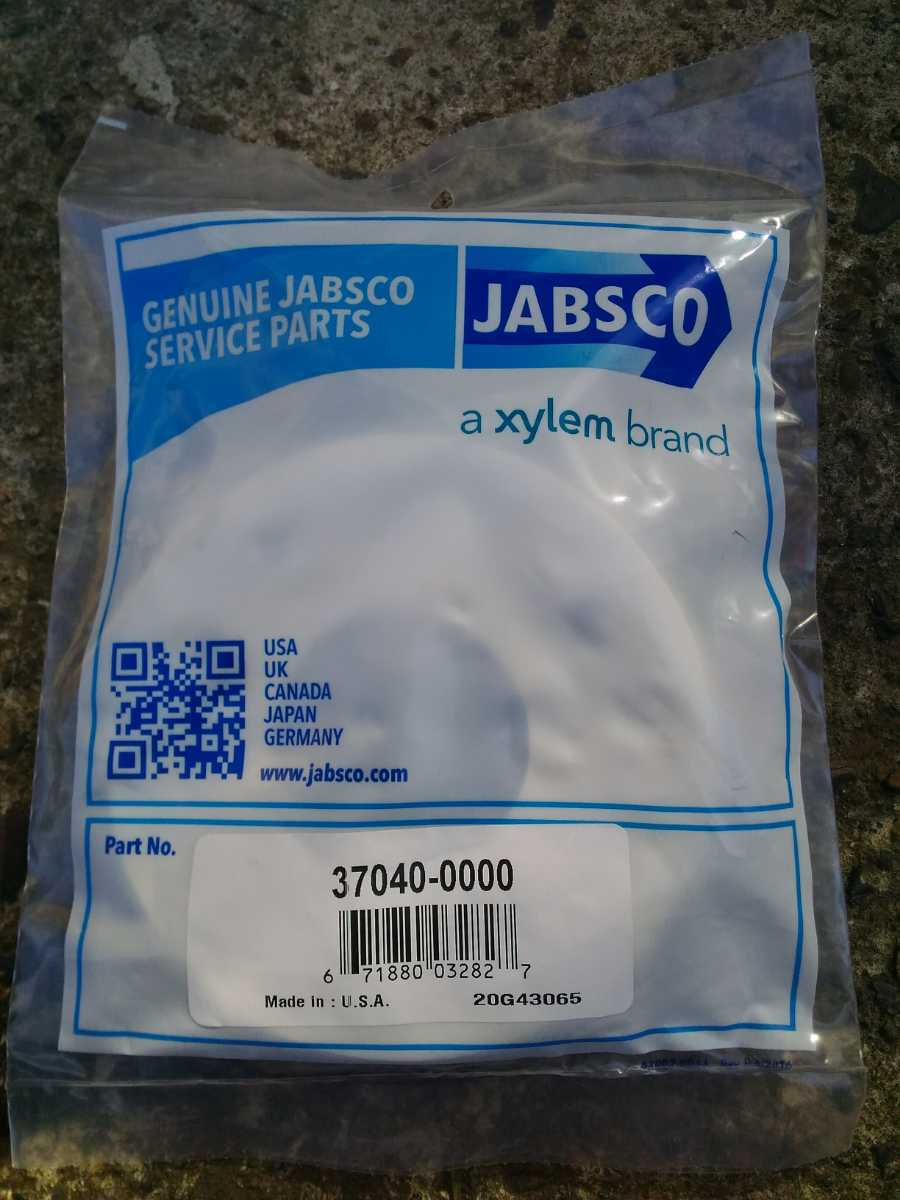 GENUINE JABSCO
SERVICE PARTS
JABSCO
a xylem brand
USA
UK
CANADA
JAPAN
GERMANY
www.jabsco.com
Part No.
37040-0000
6 71880 03282 7
Made in : U.S.A. 20G43065